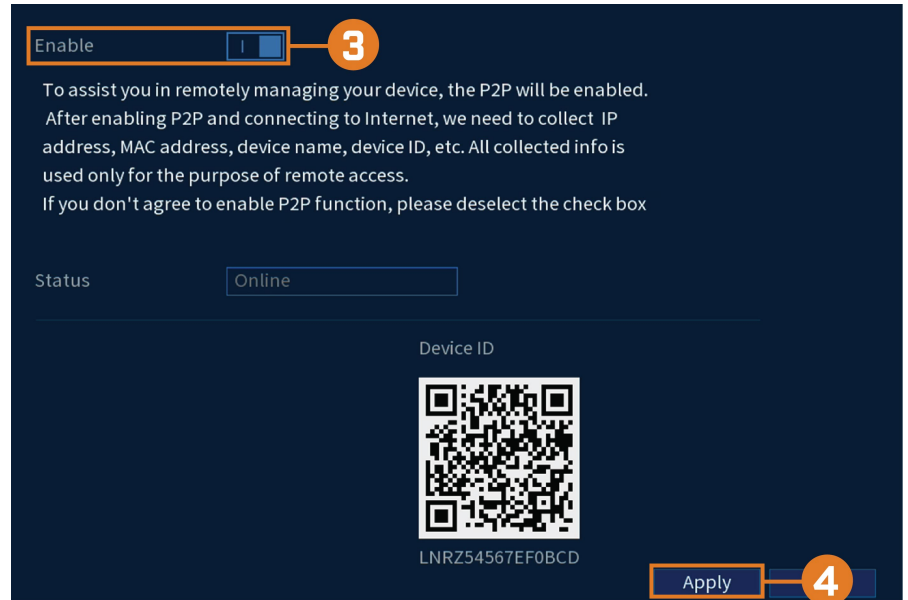 Enable
3
To assist you in remotely managing your device, the P2P will be enabled.
After enabling P2P and connecting to Internet, we need to collect IP
address, MAC address, device name, device ID, etc. All collected info is
used only for the purpose of remote access.
If you don't agree to enable P2P function, please deselect the check box
Status Online
Device ID
LNRZ54567EF0BCD
Apply
4